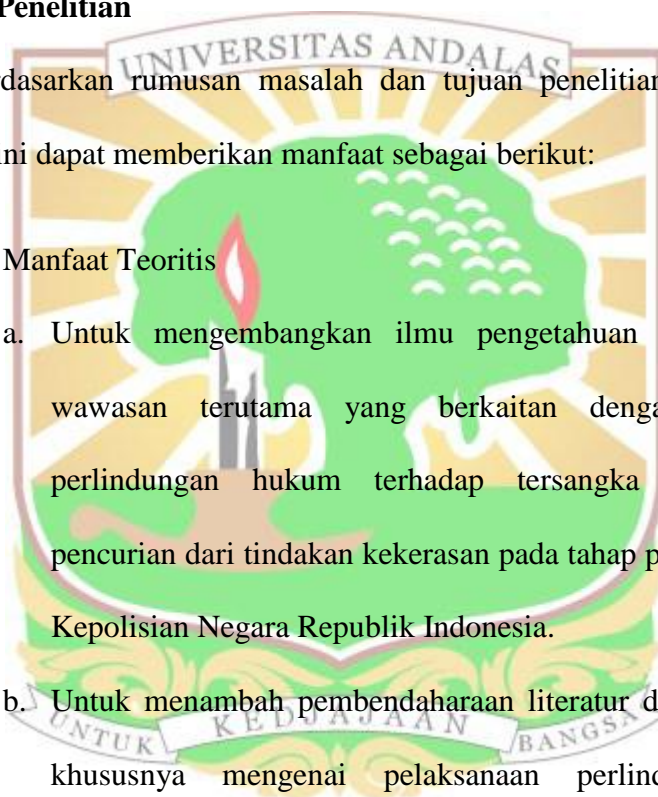 Penelitian
UNIVERSITAS ANDALAS
dasarkan rumusan masalah dan tujuan penelitian
ini dapat memberikan manfaat sebagai berikut:
Manfaat Teoritis
a. Untuk mengembangkan ilmu pengetahuan
wawasan terutama yang berkaitan denga
perlindungan hukum terhadap tersangka
pencurian dari tindakan kekerasan pada tahap p
Kepolisian Negara Republik Indonesia.
b. Untuk menambah pembendaharaan literatur d
UNTUK KEDJAJAAN BANGSA
khususnya mengenai pelaksanaan perlind